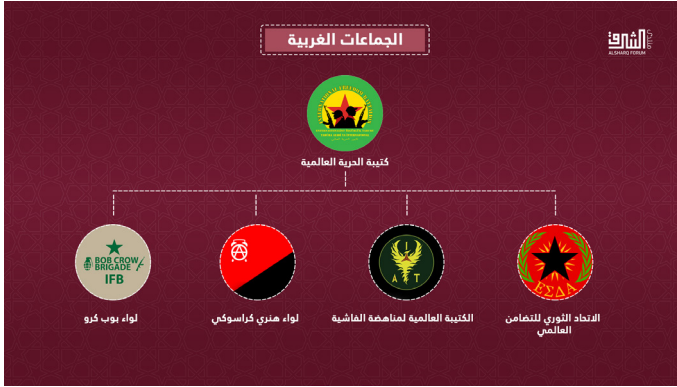 الجماعات الغربية
الشرق
ALSHARQ FORUM
كتيبة الحرية العالمية
BOB CROW
BRIGADE
IFB
A
I
A T
ΕΣΔΑ
لواء بوب كرو
لواء هنري كراسوكي
الكتيبة العالمية لمناهضة الفاشية
الاتحاد الثوري للتضامن
العالمي